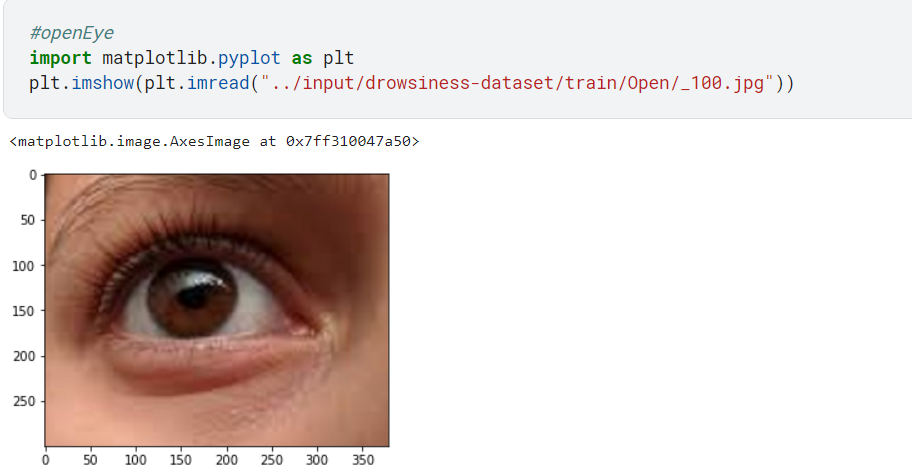 #openEye
import matplotlib.pyplot as plt
plt.imshow(plt.imread("../input/drowsiness-dataset/train/Open/_100.jpg"))
<matplotlib.image.AxesImage at 0x7ff310047a50>
0
50
100
150
200
250
0 50 100 150 200 250 300 350